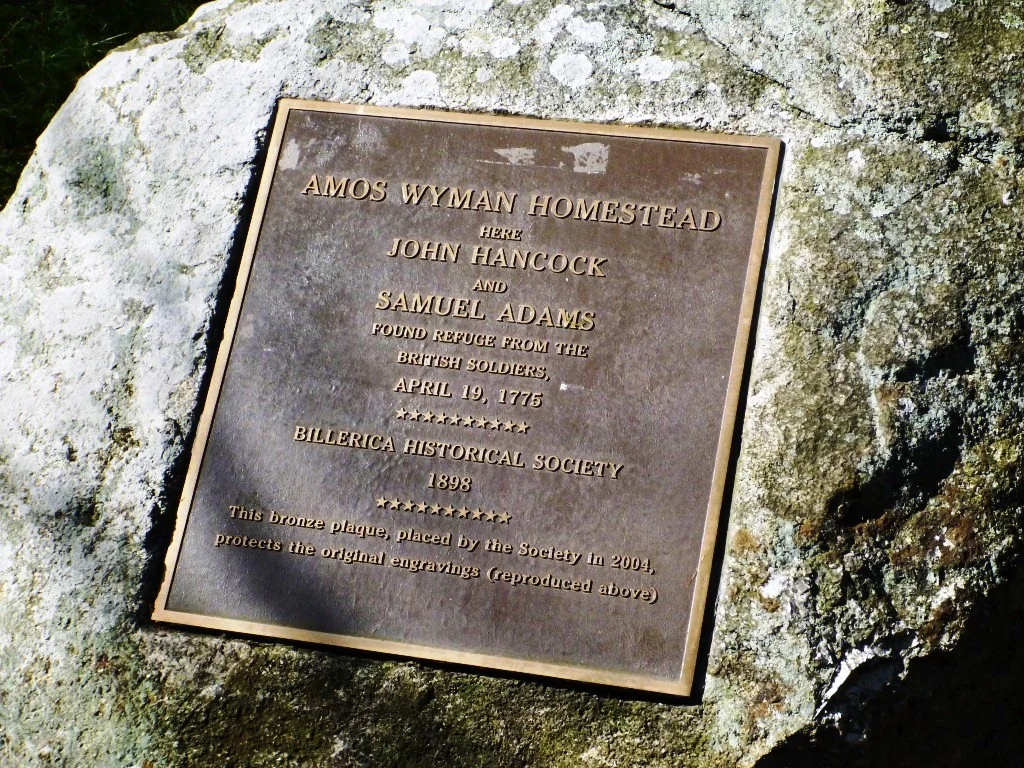 AMOS WYMAN HOMESTEAD
HERE
JOHN HANCOCK
AND
SAMUEL ADAMS
FOUND REFUGE FROM THE
BRITISH SOLDIERS,
APRIL 19, 1775
★★★★★★★★★★
BILLERICA HISTORICAL SOCIETY
1898
★★★★★★★★★★
This bronze plaque, placed by the Society in 2004,
protects the original engravings (reproduced above)